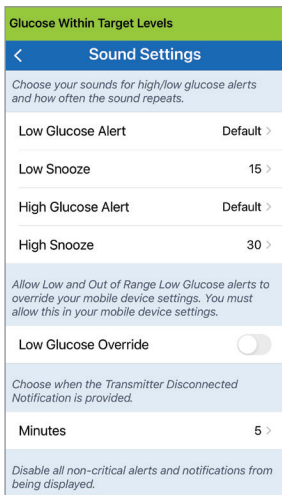 Glucose Within Target Levels
Sound Settings
Choose your sounds for high/low glucose alerts
and how often the sound repeats.
Low Glucose Alert Default
Low Snooze 15
High Glucose Alert Default
High Snooze 30
Allow Low and Out of Range Low Glucose alerts to
override your mobile device settings. You must
allow this in your mobile device settings.
Low Glucose Override
Choose when the Transmitter Disconnected
Notification is provided.
Minutes 5
Disable all non-critical alerts and notifications from
being displayed.